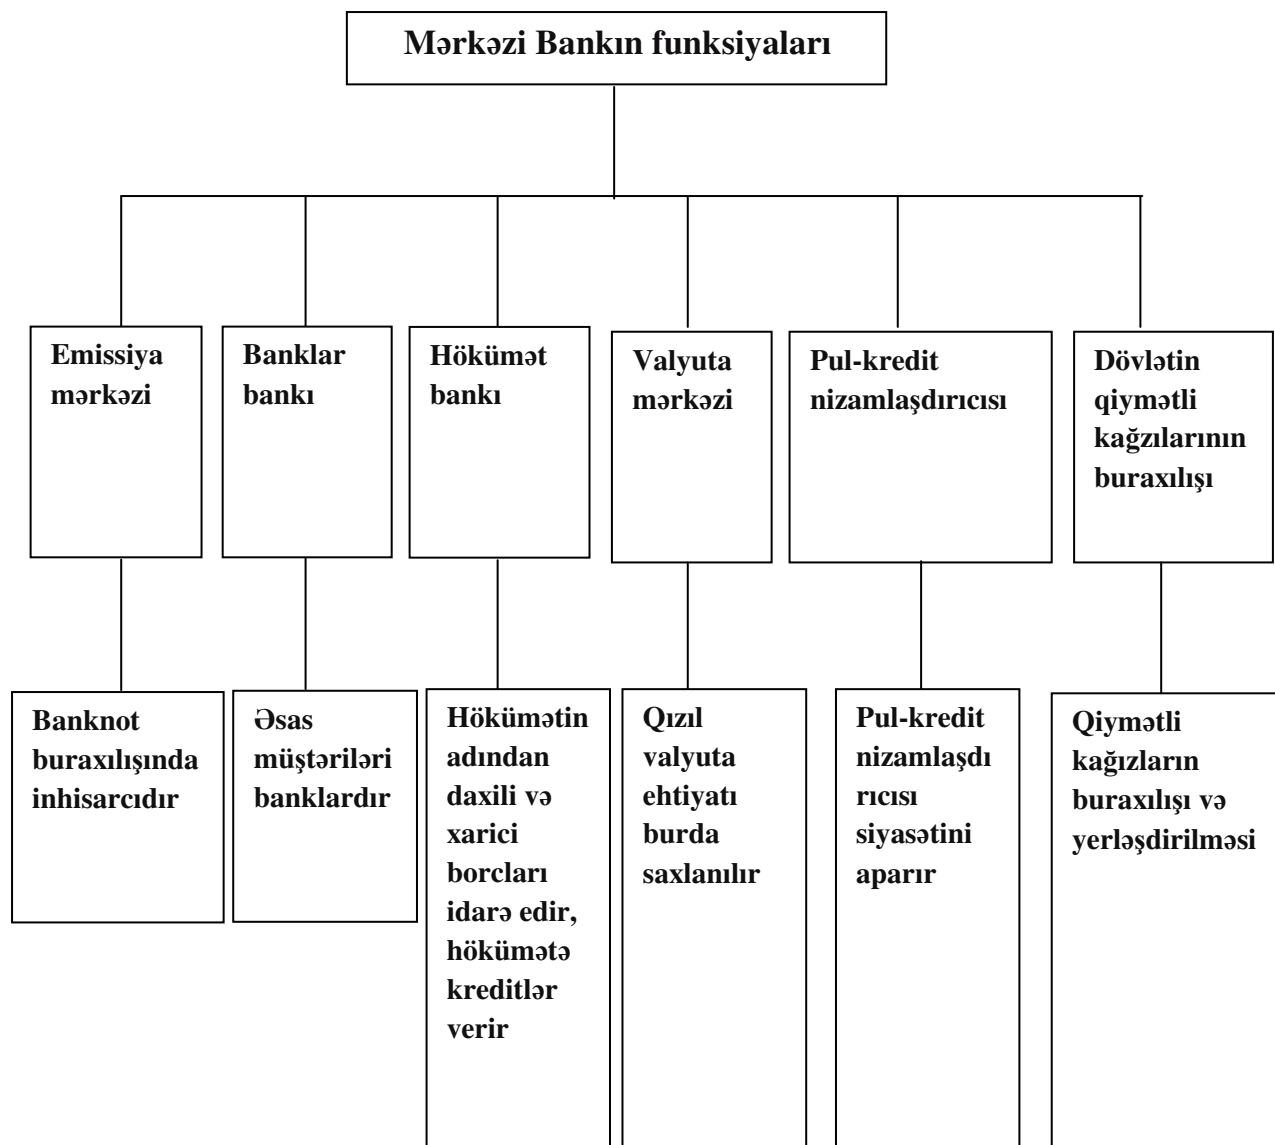 Mərkəzi Bankın funksiyaları
Emissiya
mərkəzi
Banklar
bankı
Hökümət
bankı
Valyuta
mərkəzi
Pul-kredit
nizamlaşdırıcısı
Dövlətin
qiymətli
kağzılarının
buraxılışı
Banknot
buraxılışında
inhisarcıdır
Əsas
müştəriləri
banklardır
Hökümətin
adından
daxili və
xarici
borcları
idarə edir,
hökümətə
kreditlər
verir
Qızıl
valyuta
ehtiyatı
burda
saxlanılır
Pul-kredit
nizamlaşdı
rıcısı
siyasətini
aparır
Qiymətli
kağızların
buraxılışı və
yerləşdirilməsi